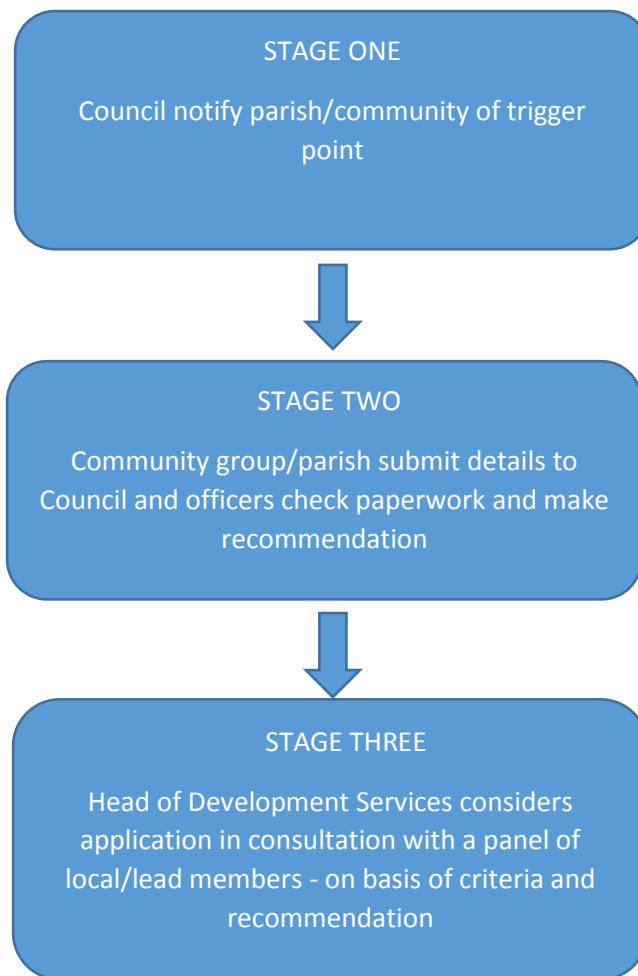 STAGE ONE
Council notify parish/community of trigger
point
STAGE TWO
Community group/parish submit details to
Council and officers check paperwork and make
recommendation
STAGE THREE
Head of Development Services considers
application in consultation with a panel of
local/lead members - on basis of criteria and
recommendation